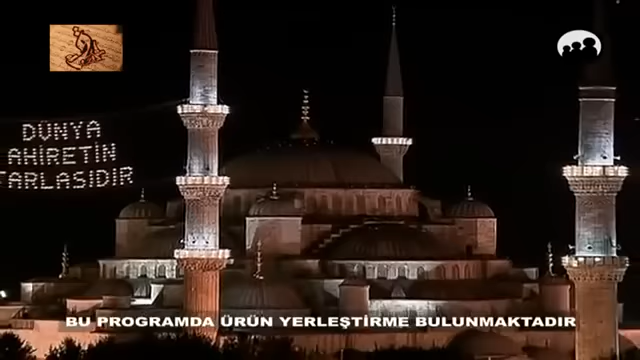 DÜNYA
AHİRETİN
TARLASIDIR
BU PROGRAMDA ÜRÜN YERLEŞTİRME BULUNMAKTADIR